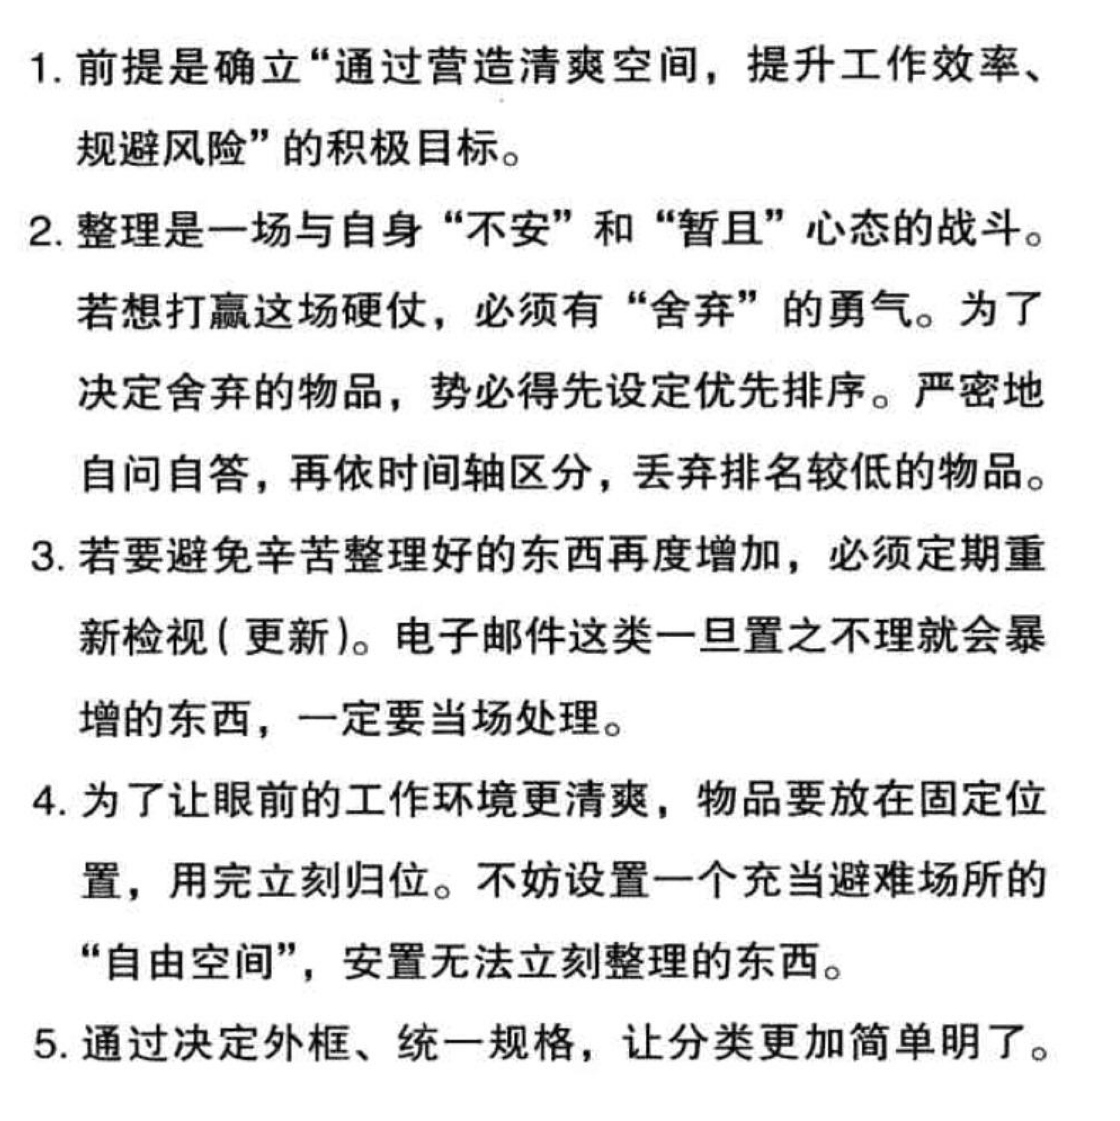 1. 前提是确立“通过营造清爽空间，提升工作效率、
规避风险”的积极目标。
2. 整理是一场与自身“不安”和“暂且”心态的战斗。
若想打赢这场硬仗，必须有“舍弃”的勇气。为了
决定舍弃的物品，势必得先设定优先排序。严密地
自问自答，再依时间轴区分，丢弃排名较低的物品。
3. 若要避免辛苦整理好的东西再度增加，必须定期重
新检视（更新）。电子邮件这类一旦置之不理就会暴
增的东西，一定要当场处理。
4. 为了让眼前的工作环境更清爽，物品要放在固定位
置，用完立刻归位。不妨设置一个充当避难场所的
“自由空间”，安置无法立刻整理的东西。
5. 通过决定外框、统一规格，让分类更加简单明了。